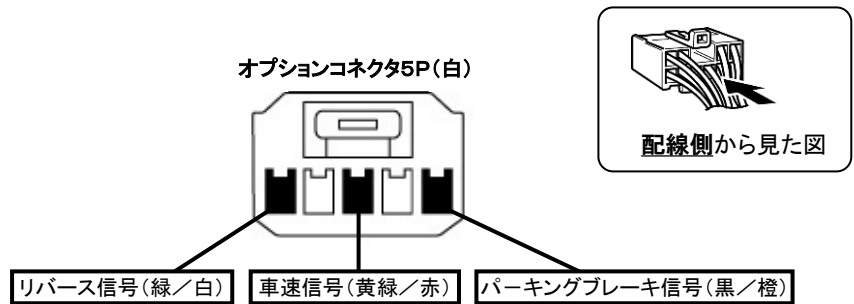 オプションコネクタ5P(白)
配線側から見た図
リバース信号(緑/白)
車速信号(黄緑/赤)
パーキングブレーキ信号(黒/橙)